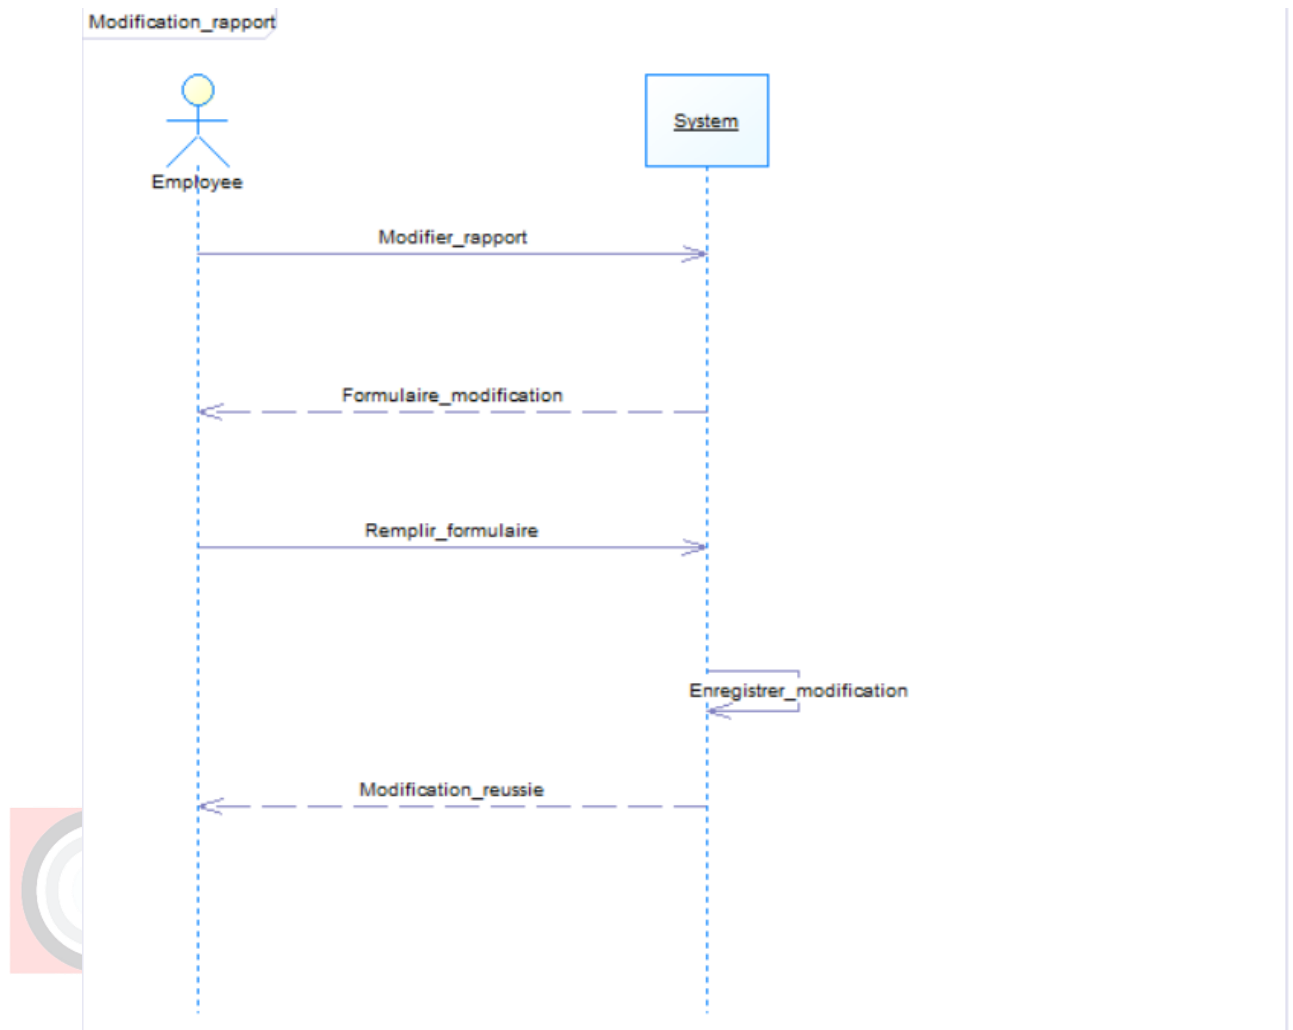 Modification_rapport
System
Employee
Modifier_rapport
Formulaire_modification
Remplir_formulaire
Enregistrer_modification
Modification_reussie